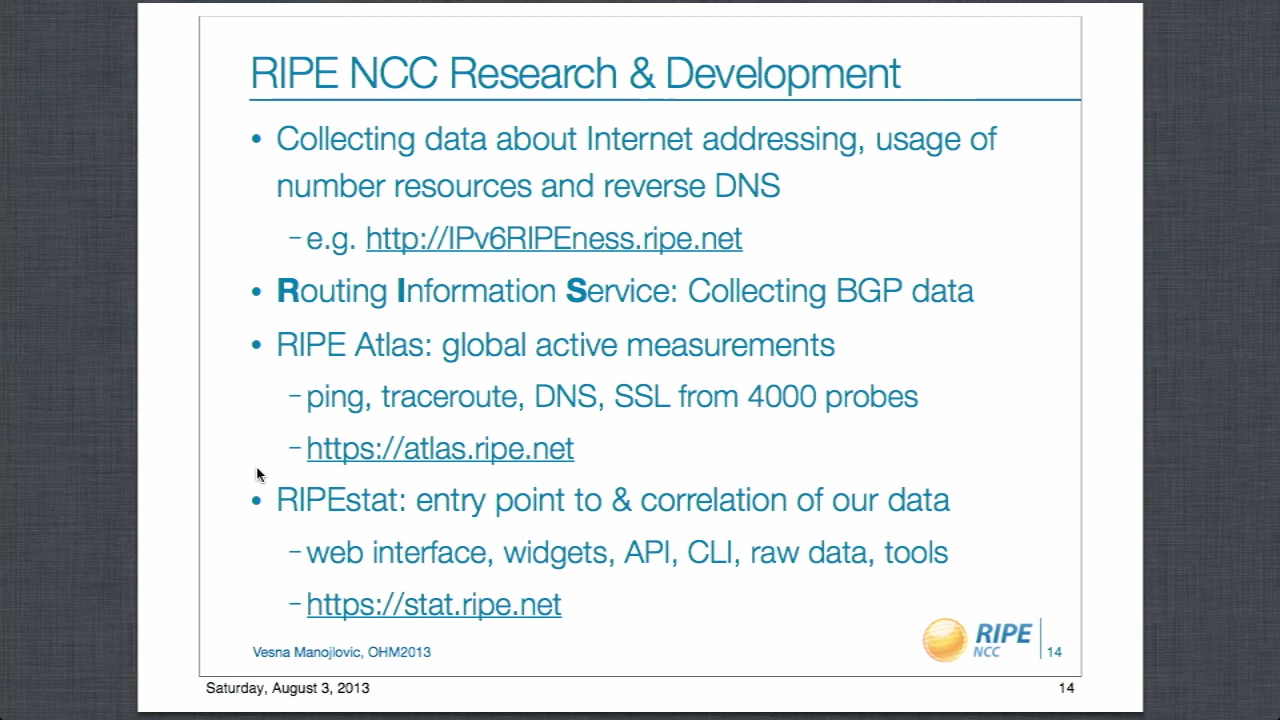 RIPE NCC Research & Development
• Collecting data about Internet addressing, usage of
number resources and reverse DNS
– e.g. http://IPv6RIPEness.ripe.net
• Routing Information Service: Collecting BGP data
• RIPE Atlas: global active measurements
– ping, traceroute, DNS, SSL from 4000 probes
– https://atlas.ripe.net
• RIPEstat: entry point to & correlation of our data
– web interface, widgets, API, CLI, raw data, tools
– https://stat.ripe.net
Vesna Manojlovic, OHM2013
RIPE
NCC
14
Saturday, August 3, 2013
14